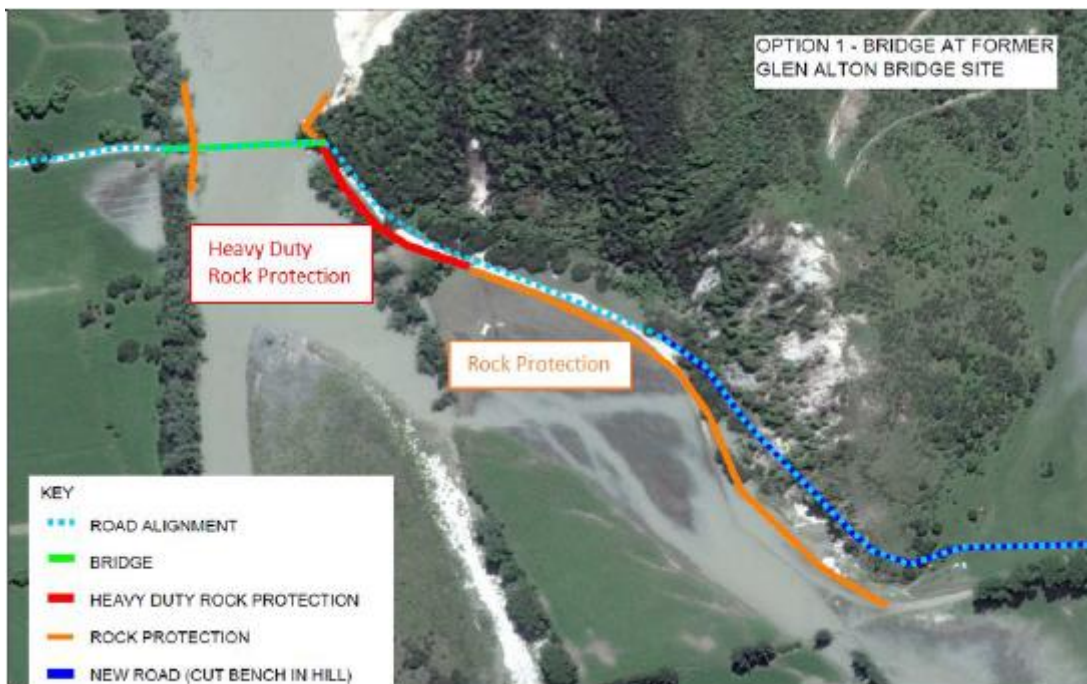 OPTION 1 - BRIDGE AT FORMER
GLEN ALTON BRIDGE SITE
Heavy Duty
Rock Protection
Rock Protection
KEY
ROAD ALIGNMENT
BRIDGE
HEAVY DUTY ROCK PROTECTION
ROCK PROTECTION
NEW ROAD (CUT BENCH IN HILL)